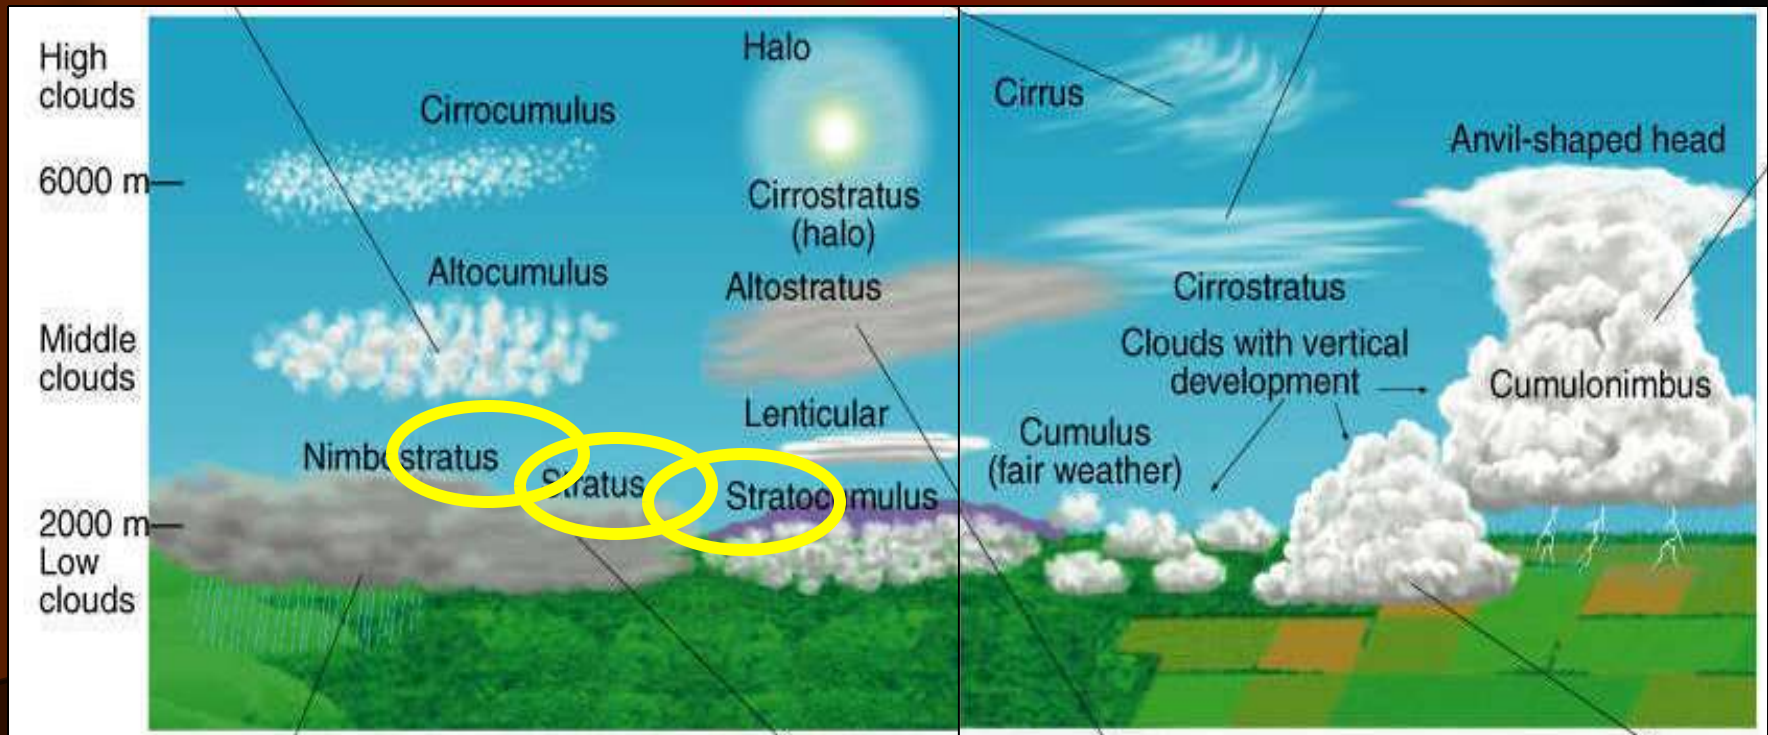 High
clouds
6000 m
Middle
clouds
2000 m
Low
clouds
Cirrocumulus
Altocumulus
Nimbostratus
Stratus
Halo
Cirrostratus
(halo)
Altostratus
Lenticular
Stratocumulus
Cirrus
Cirrostratus
Clouds with vertical
development
Cumulus
(fair weather)
Anvil-shaped head
Cumulonimbus